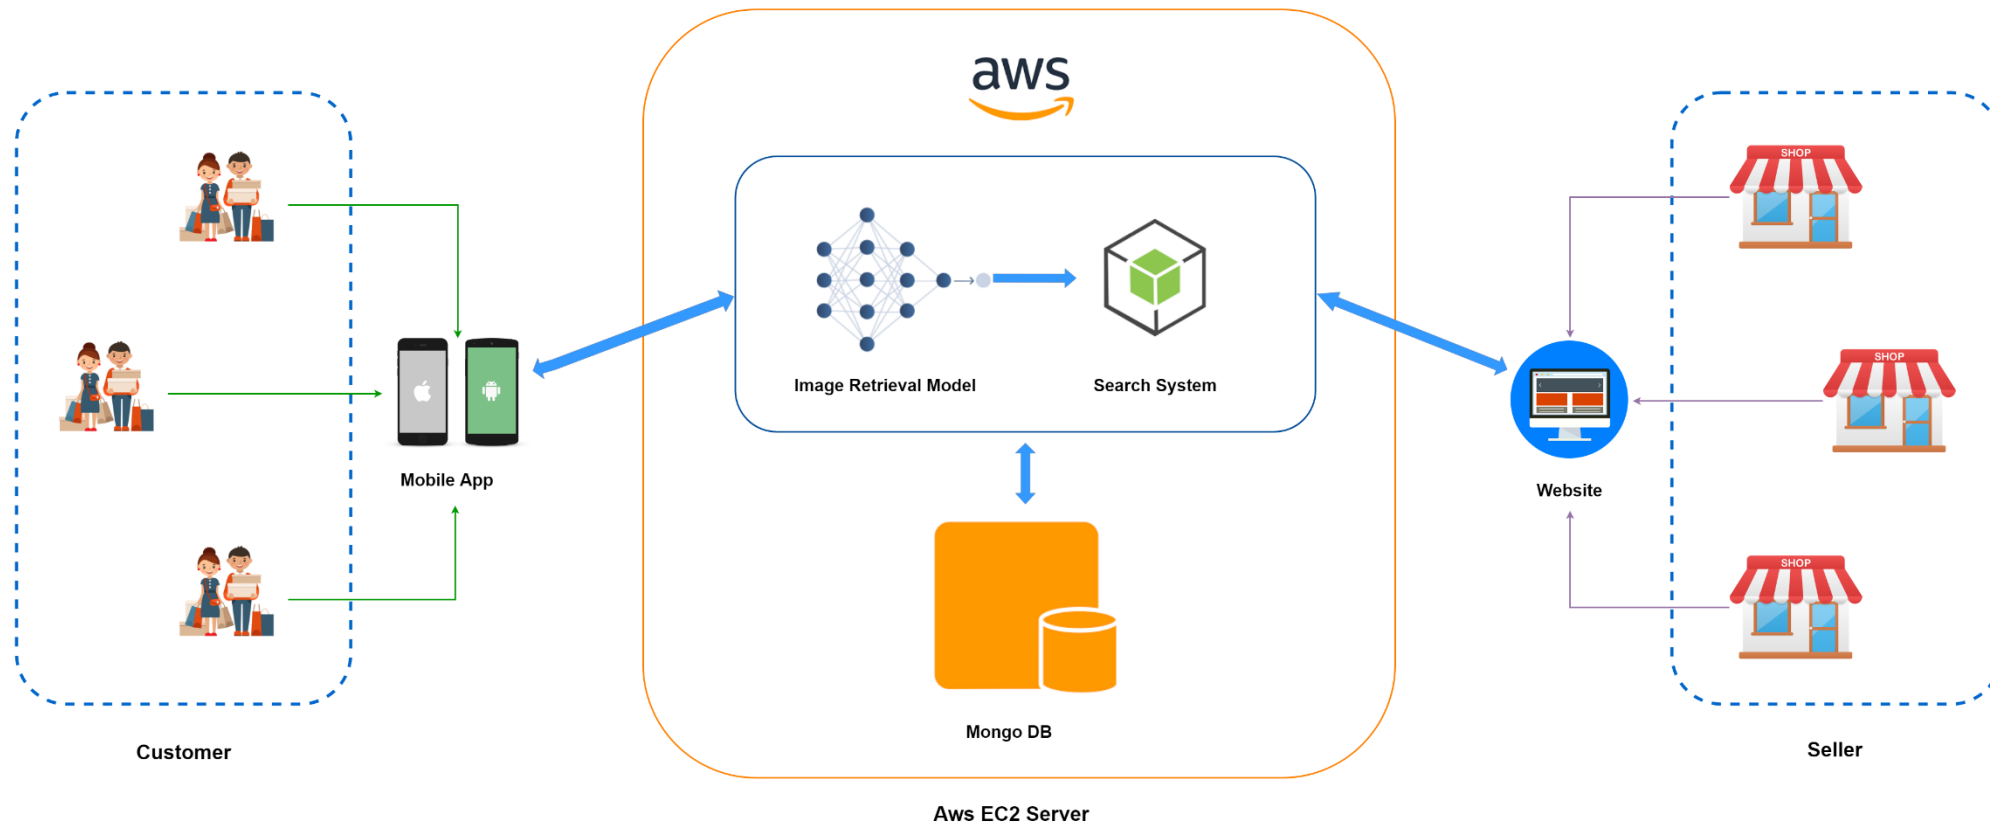 aws
SHOP
SHOP
SHOP
Image Retrieval Model
Search System
Mobile App
Website
Mongo DB
Customer
Seller
Aws EC2 Server